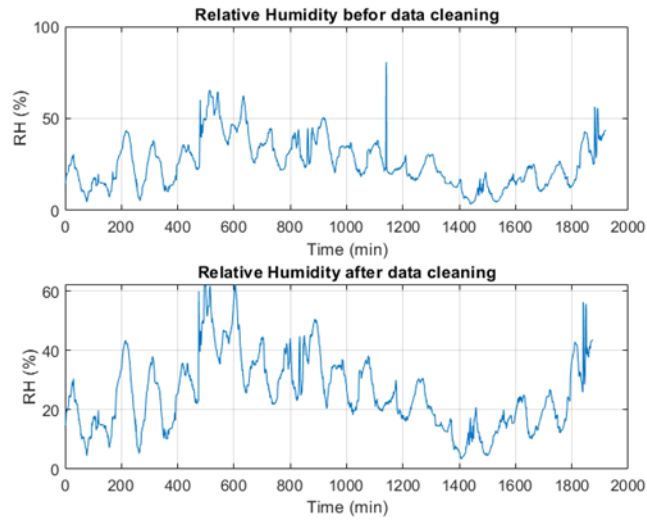 Relative Humidity befor data cleaning
100
50
0
RH (%)
0 200 400 600 800 1000 1200 1400 1600 1800 2000
Time (min)
Relative Humidity after data cleaning
60
40
20
0
RH (%)
0 200 400 600 800 1000 1200 1400 1600 1800 2000
Time (min)